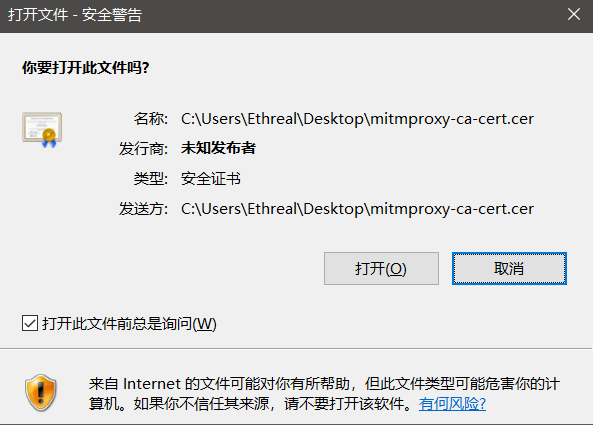 打开文件 - 安全警告
你要打开此文件吗?
名称: C:\Users\Ethreal\Desktop\mitmproxy-ca-cert.cer
发行商: 未知发布者
类型: 安全证书
发送方: C:\Users\Ethreal\Desktop\mitmproxy-ca-cert.cer
打开(O) 取消
打开此文件前总是询问(W)
来自 Internet 的文件可能对你有所帮助，但此文件类型可能危害你的计
算机。如果你不信任其来源，请不要打开该软件。有何风险?